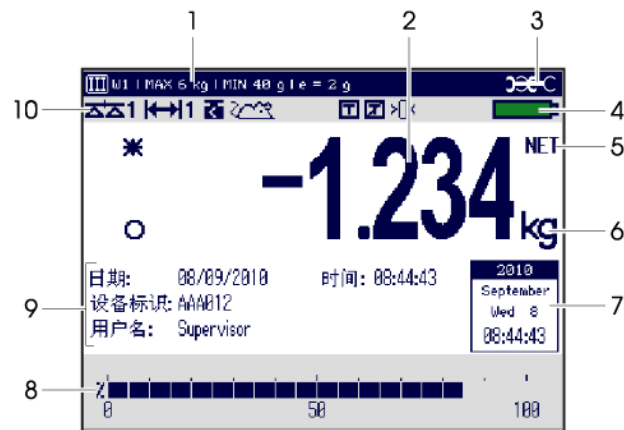 1 2 3
III W1 | MAX 6 kg | MIN 40 g | e = 2 g
10 1 1 T 4
NET 5
-1.234 kg 6
日期: 08/09/2010 时间: 08:44:43
设备标识: AAA012
用户名: Supervisor
9
2010
September
Wed 8
08:44:43
7
8 %
0 50 100